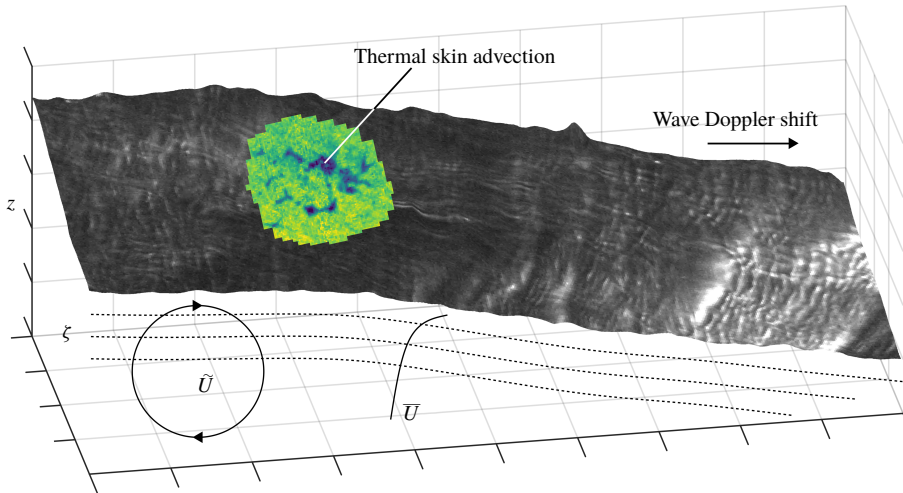 Thermal skin advection
Wave Doppler shift
z
ζ
Ũ
U̅